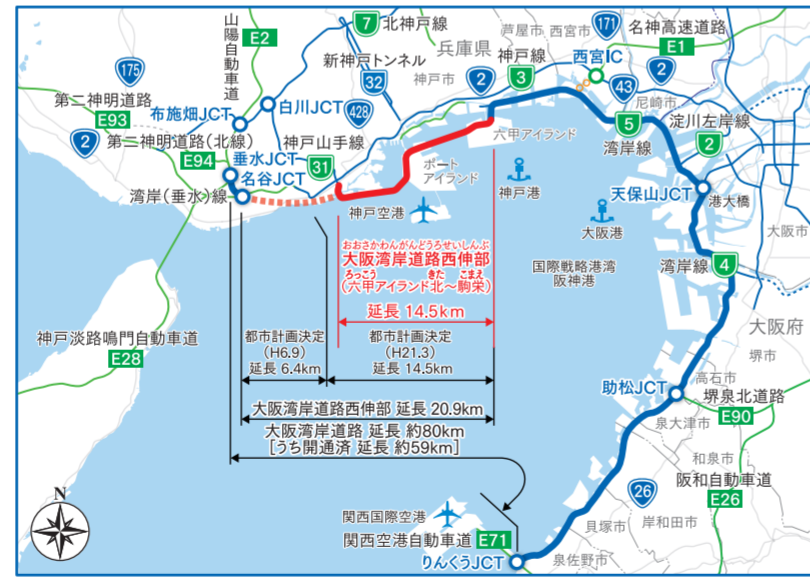 山陽自動車道
E2
7
北神戸線
兵庫県
芦屋市
西宮市
171
名神高速道路
E1
新神戸トンネル
神戸市
2
3
神戸線
西宮IC
2
175
32
43
第二神明道路
E93
布施畑JCT
白川JCT
428
尼崎市
淀川左岸線
2
2
第二神明道路(北線)
神戸山手線
六甲アイランド
5
湾岸線
E94
垂水JCT
名谷JCT
31
ポート
アイランド
神戸港
天保山JCT
港大橋
湾岸(垂水)線
神戸空港
大阪港
大阪市
おおさかわんがんどうろせいしんぶ
大阪湾岸道路西伸部
ろっこう きた こまえ
(六甲アイランド北～駒栄)
延長 14.5km
国際戦略港湾
阪神港
湾岸線
4
大阪府
神戸淡路鳴門自動車道
E28
都市計画決定
(H6.9)
延長 6.4km
都市計画決定
(H21.3)
延長 14.5km
堺市
高石市
助松JCT
堺泉北道路
E90
大阪湾岸道路西伸部 延長 20.9km
泉大津市
大阪湾岸道路 延長 約80km
[うち開通済 延長 約59km]
和泉市
阪和自動車道
E26
26
N
関西国際空港
関西空港自動車道
E71
貝塚市
岸和田市
りんくうJCT
泉佐野市